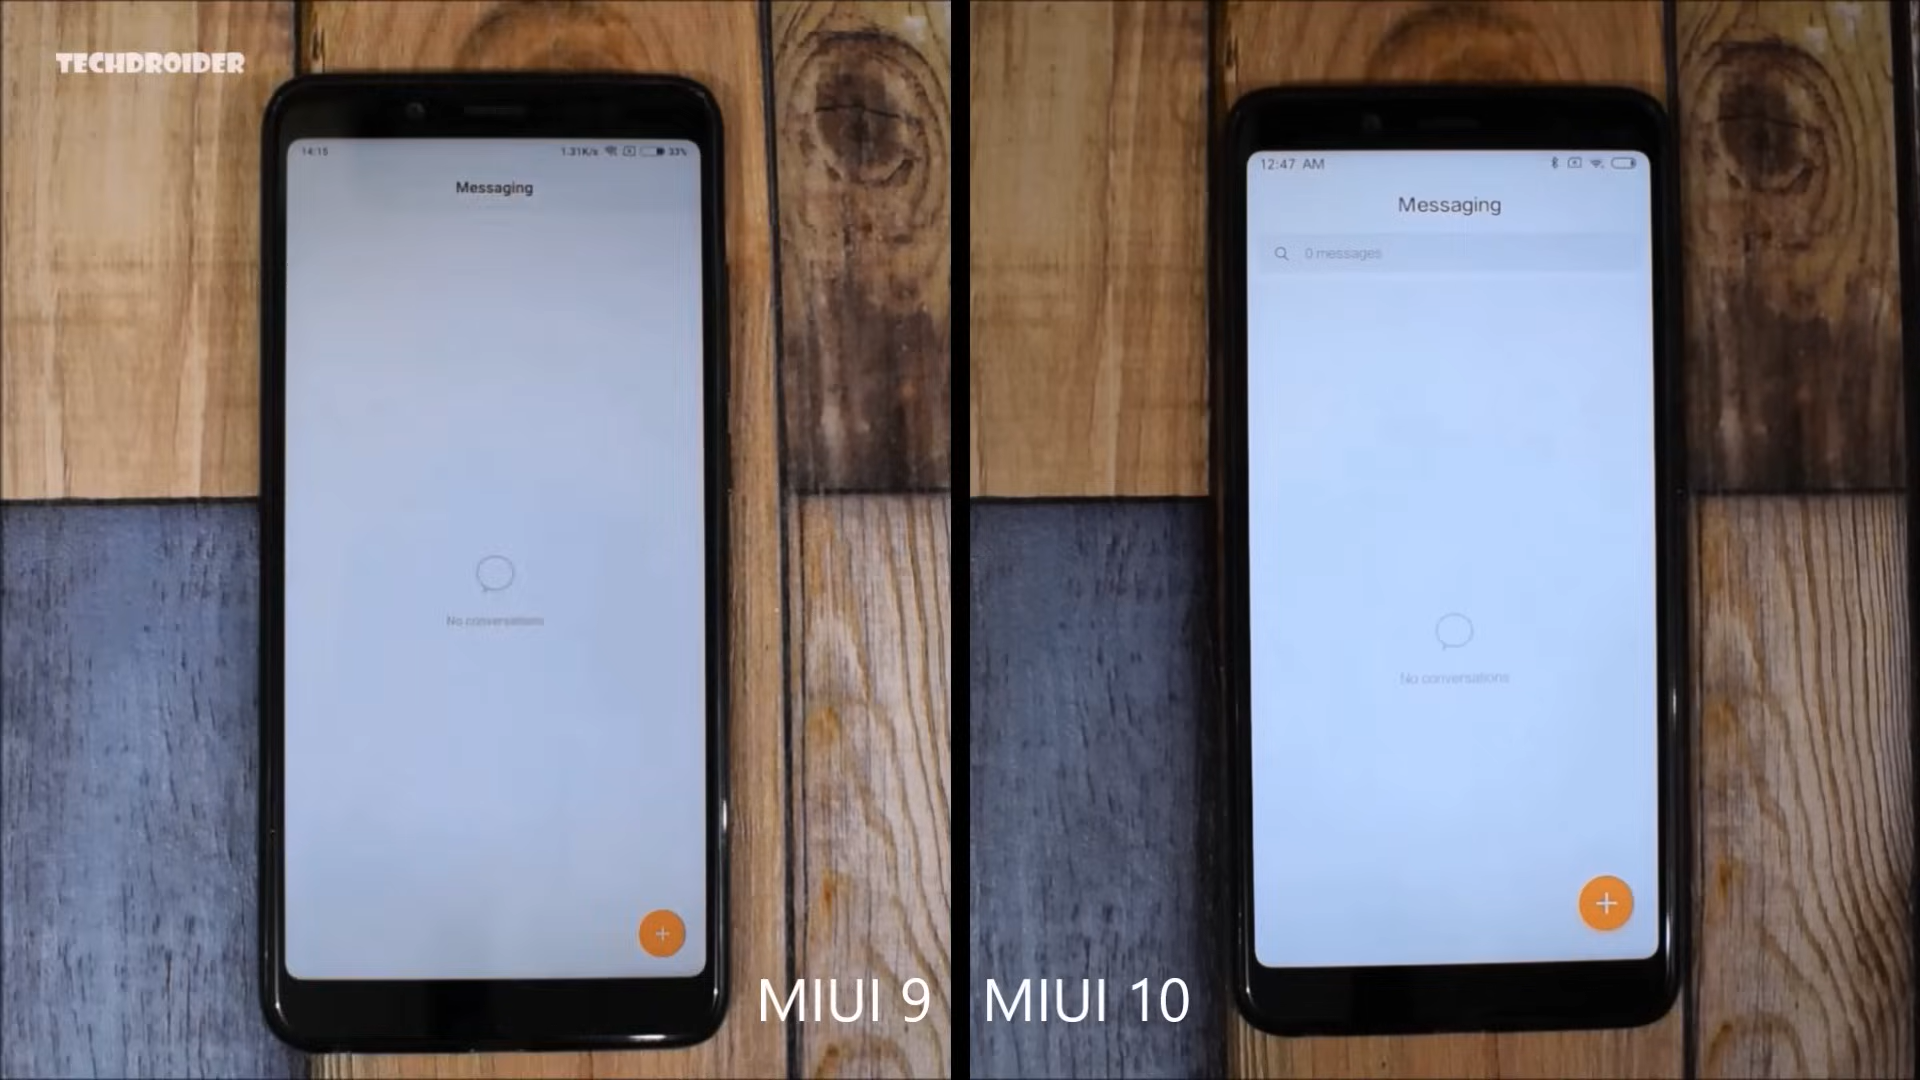 TECHDROIDER
14:15
1.31K/s 33%
Messaging
No conversations
MIUI 9
12:47 AM
Messaging
0 messages
No conversations
MIUI 10